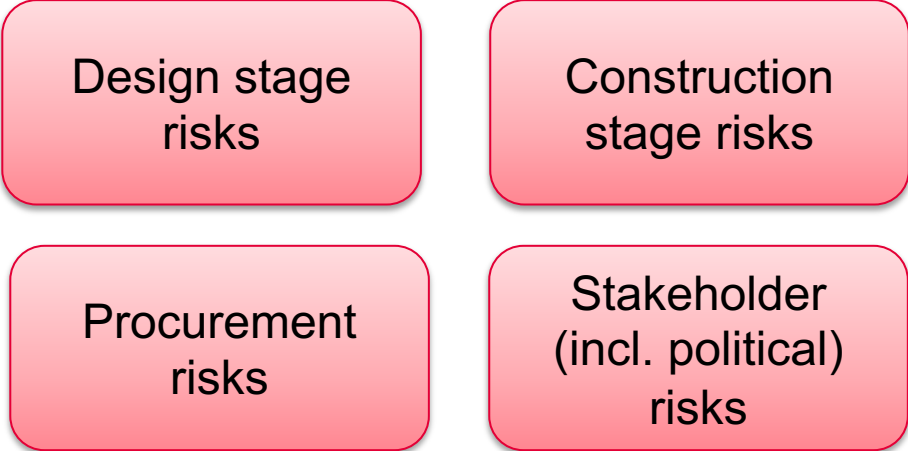 Design stage
risks
Construction
stage risks
Procurement
risks
Stakeholder
(incl. political)
risks